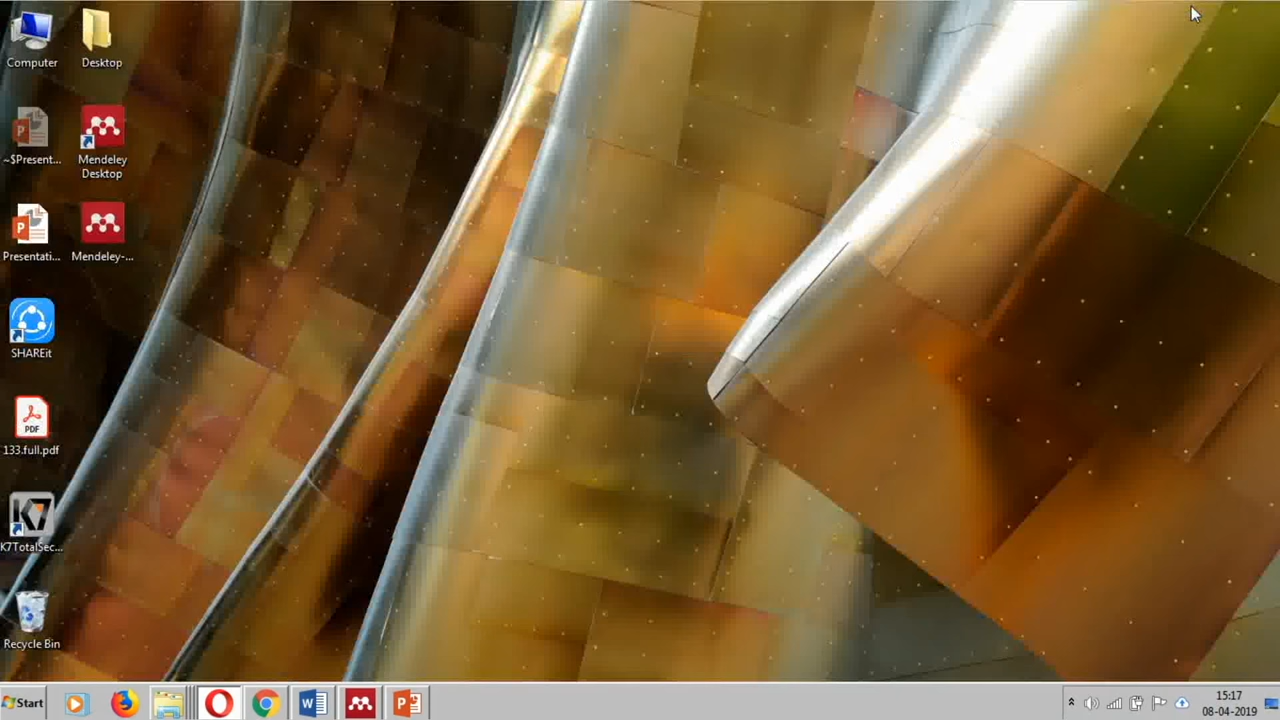 Computer
Desktop
~$Present...
Mendeley
Desktop
Presentati...
Mendeley-...
SHAREit
PDF
133.full.pdf
K7
K7TotalSec...
Recycle Bin
Start
15:17
08-04-2019